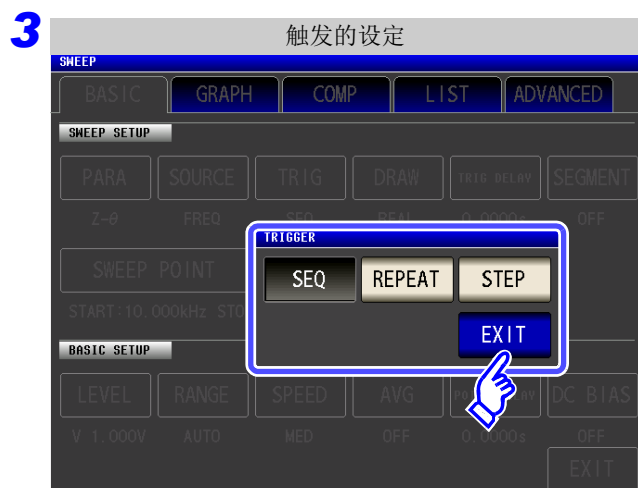 3
触发的设定
SWEEP
BASIC GRAPH COMP LIST ADVANCED
SWEEP SETUP
PARA SOURCE TRIG DRAW TRIG DELAY SEGMENT
Z-θ FREQ SEQ REAL 0.0000s OFF
TRIGGER
SWEEP POINT
SEQ REPEAT STEP
START:10.000kHz STO
EXIT
BASIC SETUP
LEVEL RANGE SPEED AVG DC BIAS
V 1.000V AUTO MED OFF 0.0000s OFF
EXIT